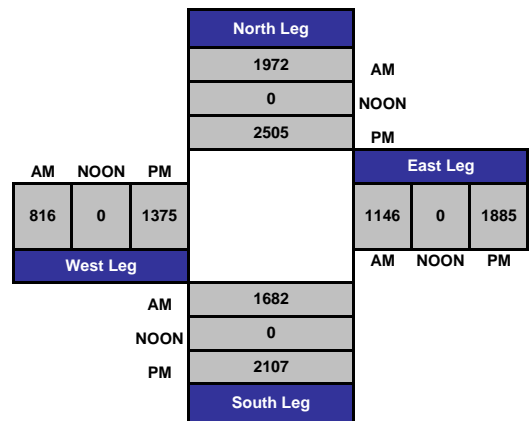 North Leg
1972 AM
0 NOON
2505 PM
AM NOON PM
East Leg
816 0 1375
1146 0 1885
West Leg
AM NOON PM
AM 1682
NOON 0
PM 2107
South Leg